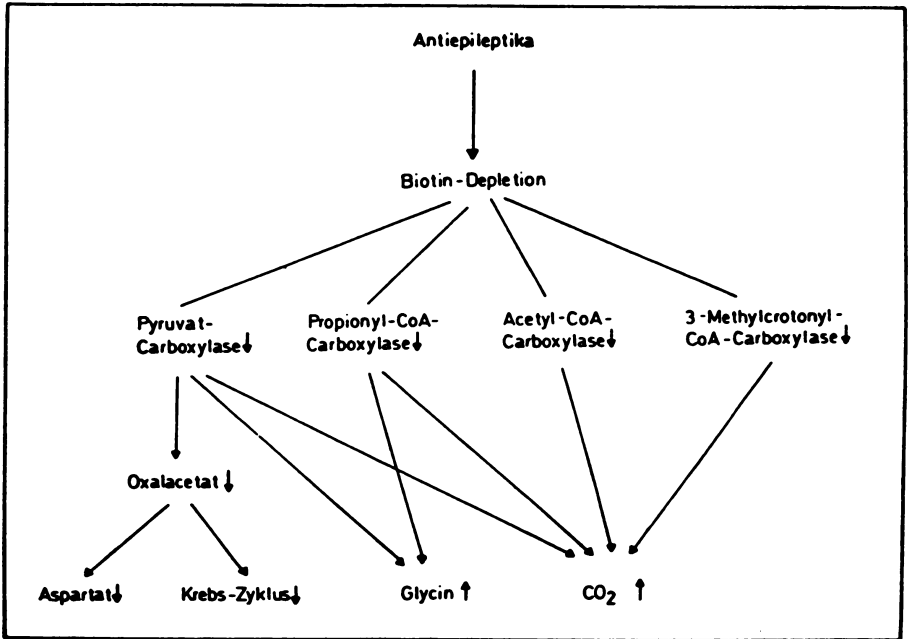 Antiepileptika
Biotin-Depletion
Pyruvat-
Carboxylase↓
Propionyl-CoA-
Carboxylase↓
Acetyl-CoA-
Carboxylase↓
3-Methylcrotonyl-
CoA-Carboxylase↓
Oxalacetat↓
Aspartat↓
Krebs-Zyklus↓
Glycin↑
CO2 ↑